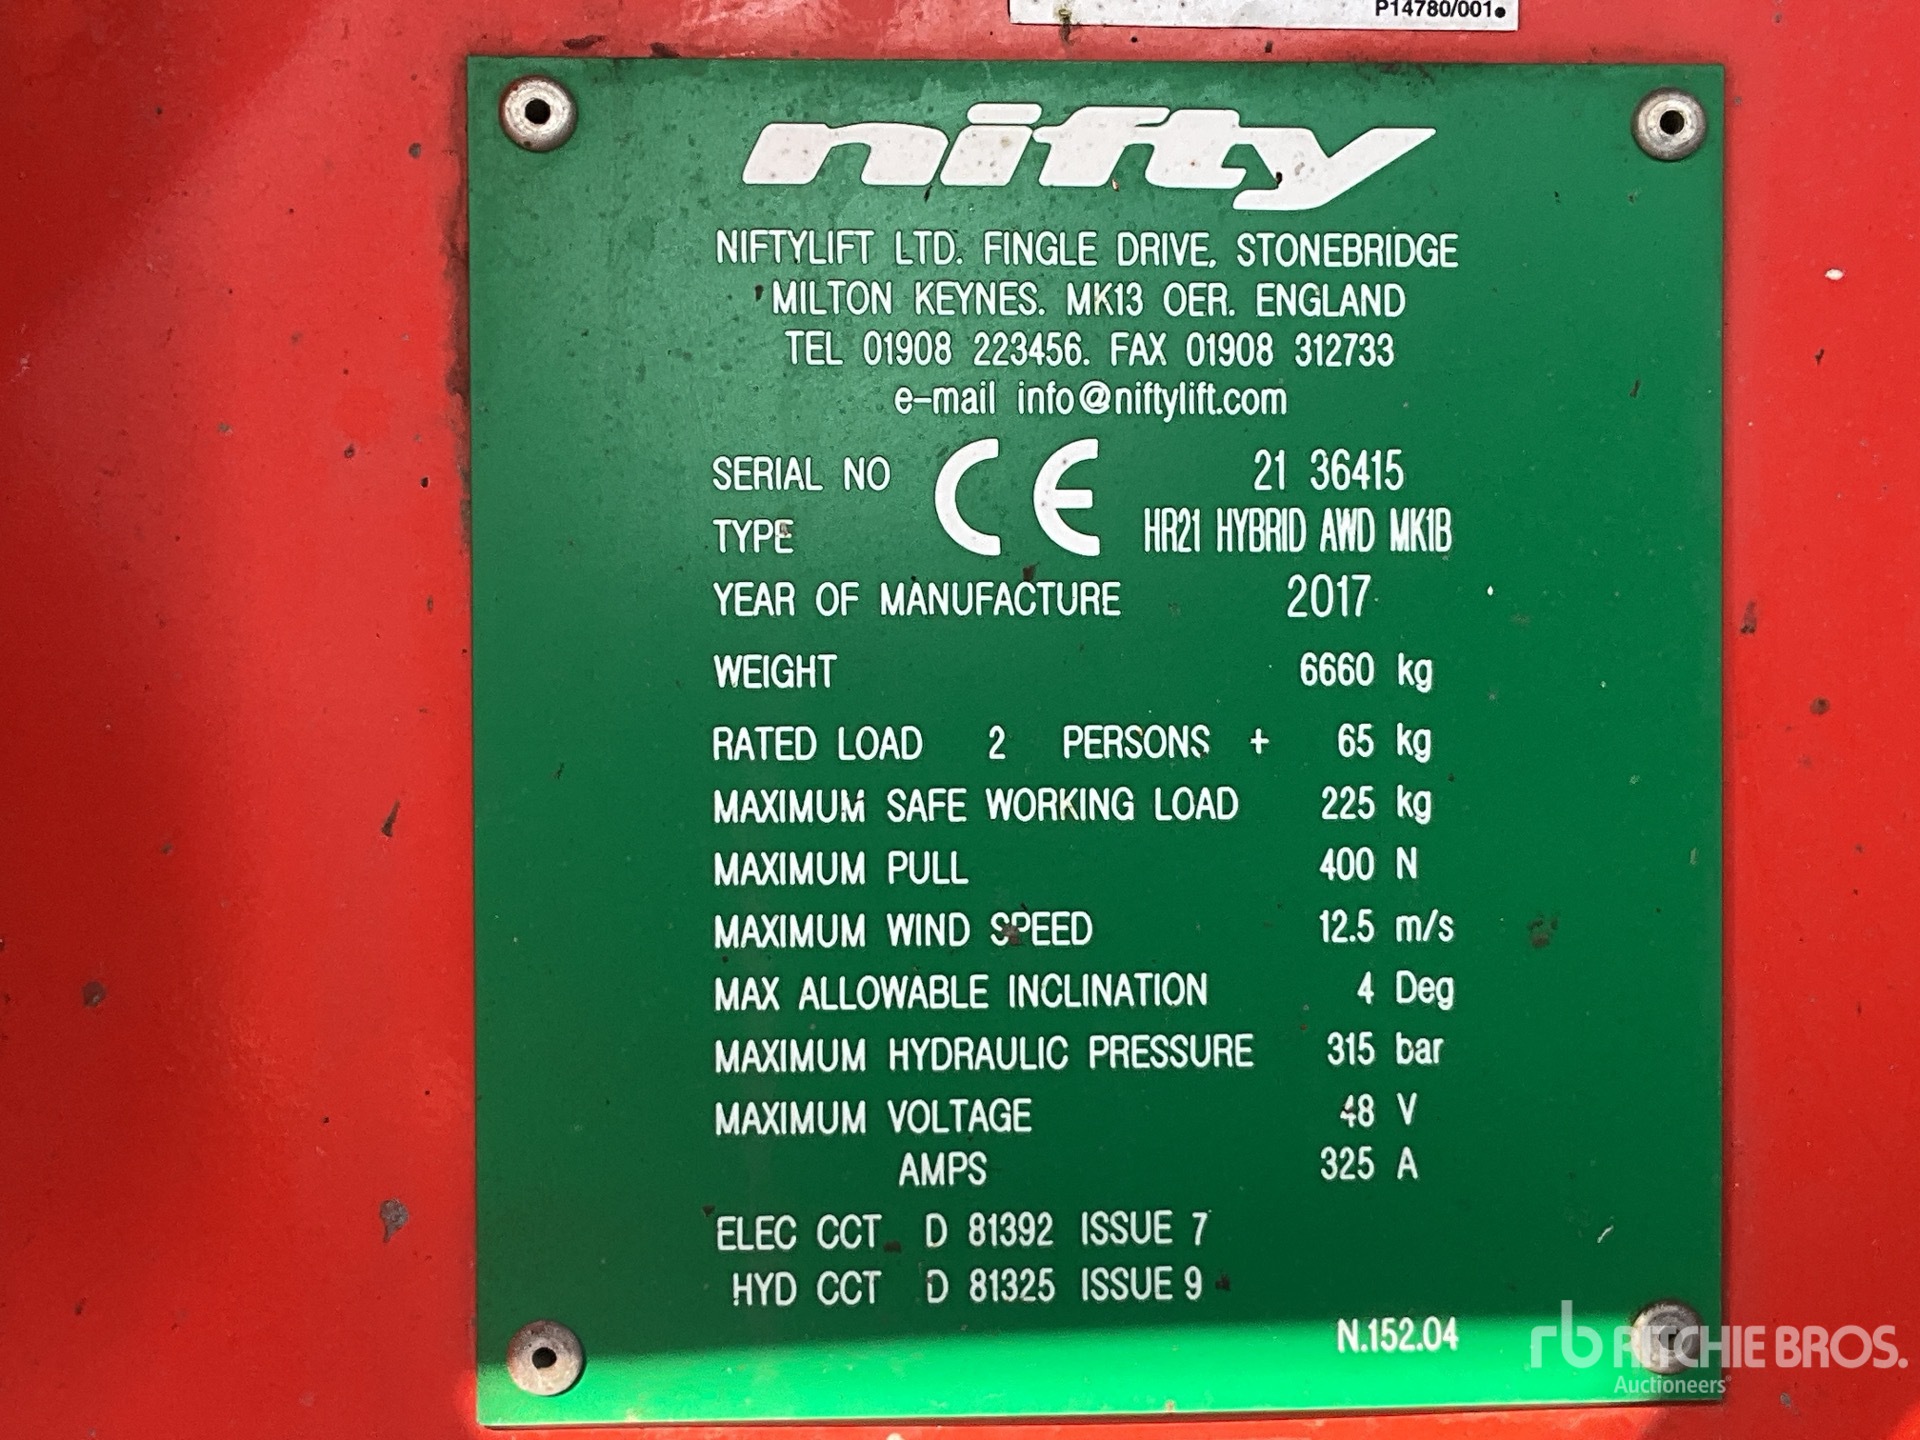 P14780/001
nifty
NIFTYLIFT LTD. FINGLE DRIVE, STONEBRIDGE
MILTON KEYNES. MK13 OER. ENGLAND
TEL 01908 223456. FAX 01908 312733
e-mail info@niftylift.com
SERIAL NO CE 21 36415
TYPE HR21 HYBRID AWD MK1B
YEAR OF MANUFACTURE 2017
WEIGHT 6660 kg
RATED LOAD 2 PERSONS + 65 kg
MAXIMUM SAFE WORKING LOAD 225 kg
MAXIMUM PULL 400 N
MAXIMUM WIND SPEED 12.5 m/s
MAX ALLOWABLE INCLINATION 4 Deg
MAXIMUM HYDRAULIC PRESSURE 315 bar
MAXIMUM VOLTAGE 48 V
AMPS 325 A
ELEC CCT D 81392 ISSUE 7
HYD CCT D 81325 ISSUE 9
N.152.04
rb RITCHIE BROS.
Auctioneers